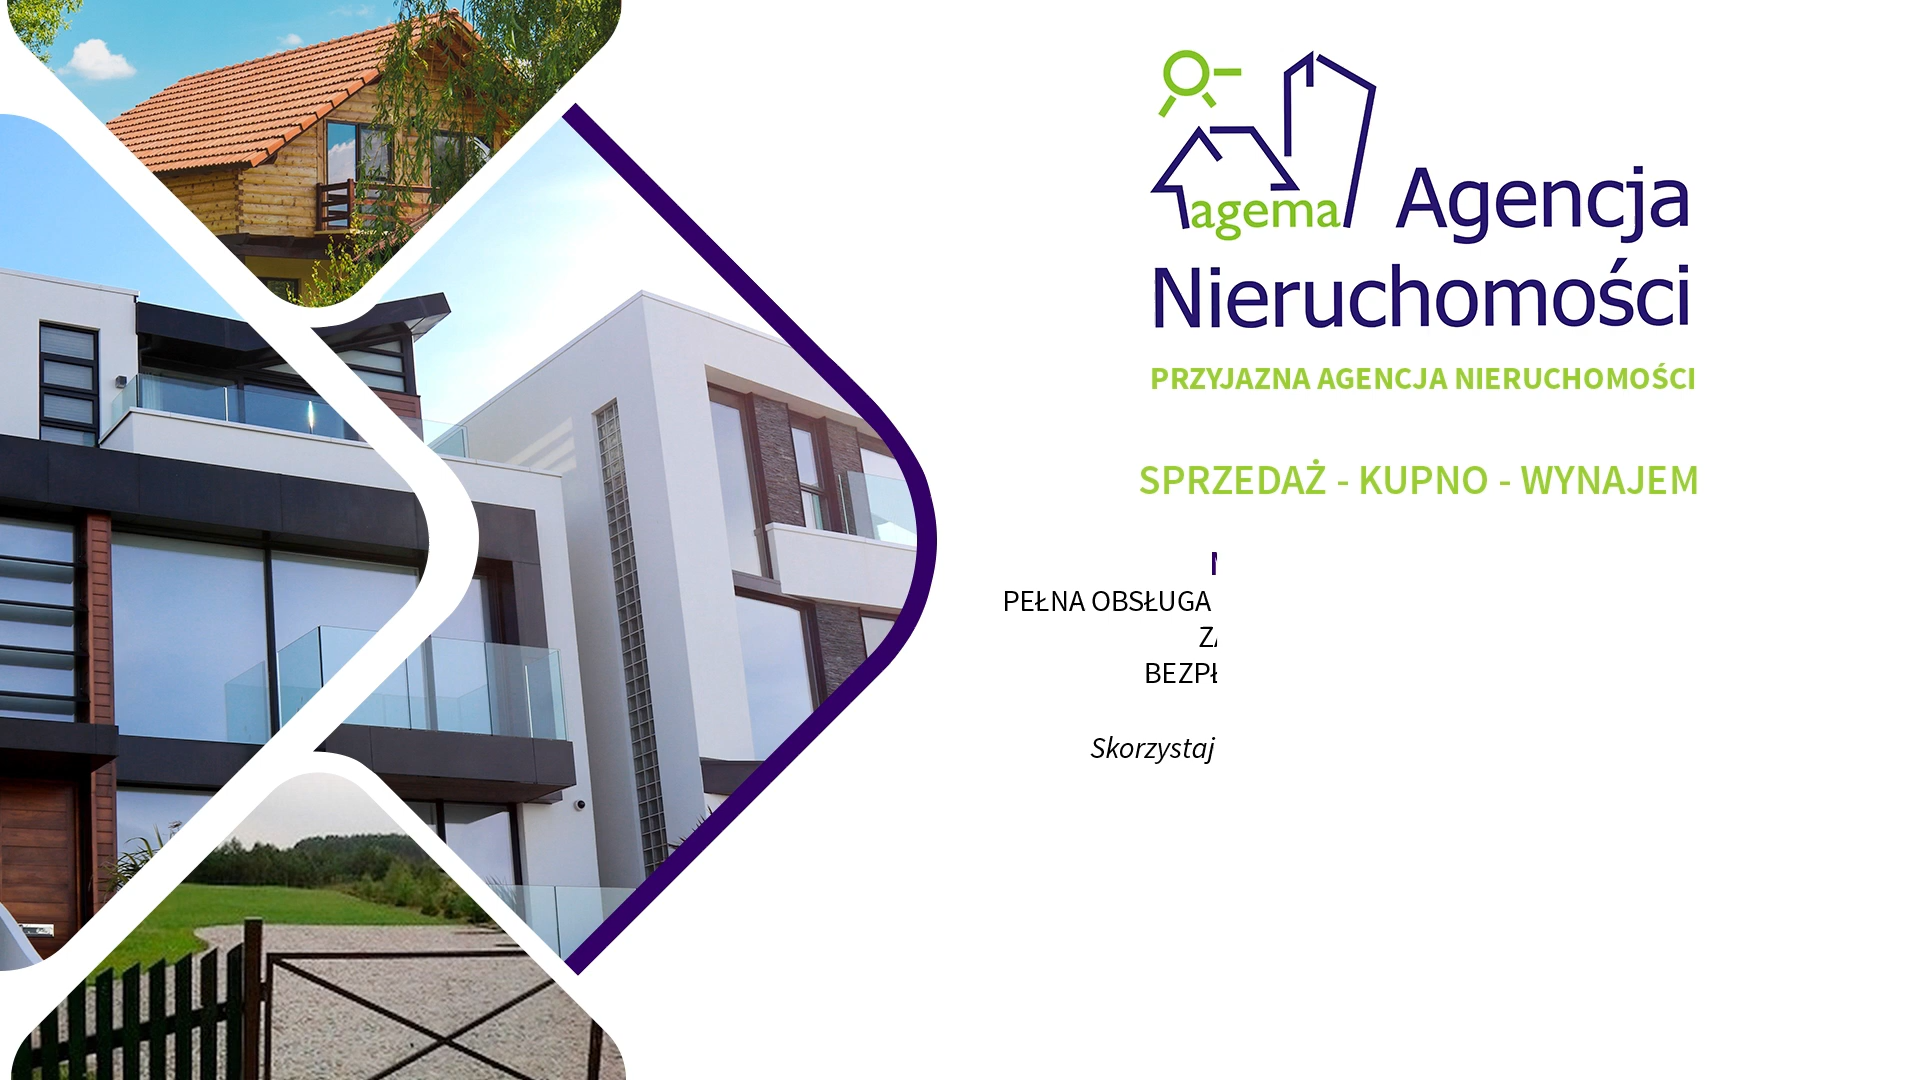 agema Agencja
Nieruchomości
PRZYJAZNA AGENCJA NIERUCHOMOŚCI
SPRZEDAŻ - KUPNO - WYNAJEM
PEŁNA OBSŁUGA
Skorzystaj